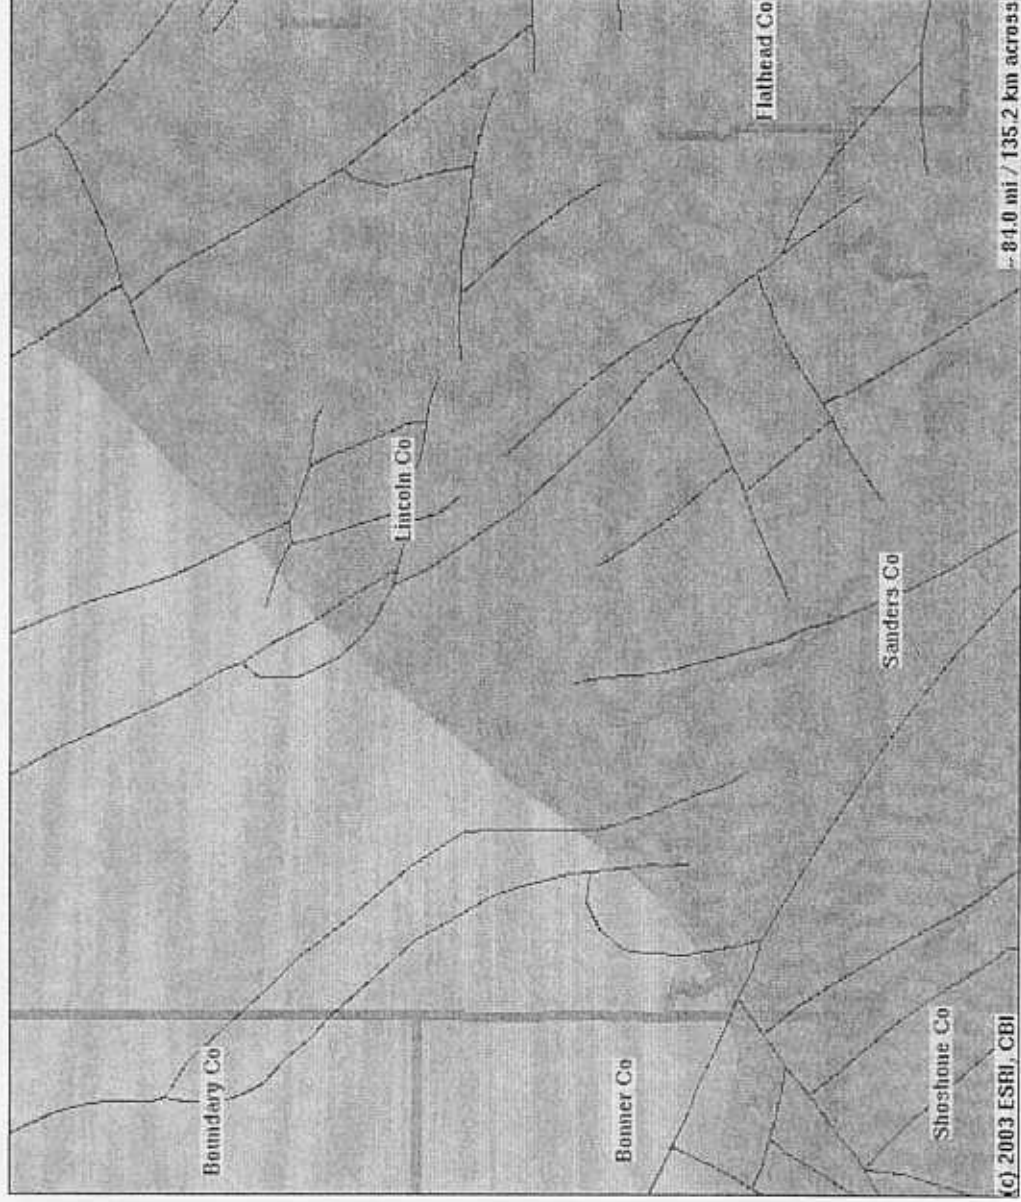 Boundary Co
Lincoln Co
Flathead Co
Bonner Co
Sanders Co
Shoshone Co
(c) 2003 ESRI, CBI
-- 84.0 mi / 135.2 km across